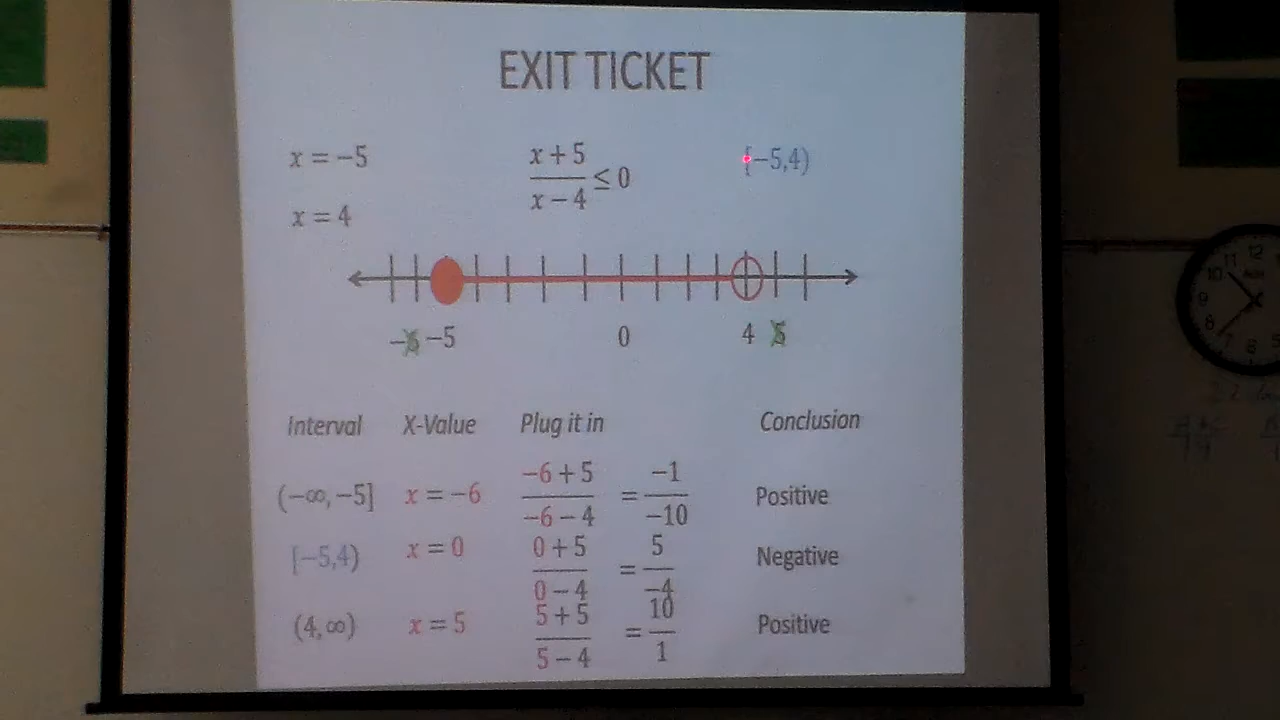 EXIT TICKET
x = −5
x + 5
x − 4
≤ 0
[−5,4)
x = 4
−5 0 4
Interval X-Value Plug it in Conclusion
(−∞, −5] x = −6 −6 + 5 / −6 − 4 = −1 / −10 Positive
[−5,4) x = 0 0 + 5 / 0 − 4 = 5 / −4 Negative
(4, ∞) x = 5 5 + 5 / 5 − 4 = 10 / 1 Positive